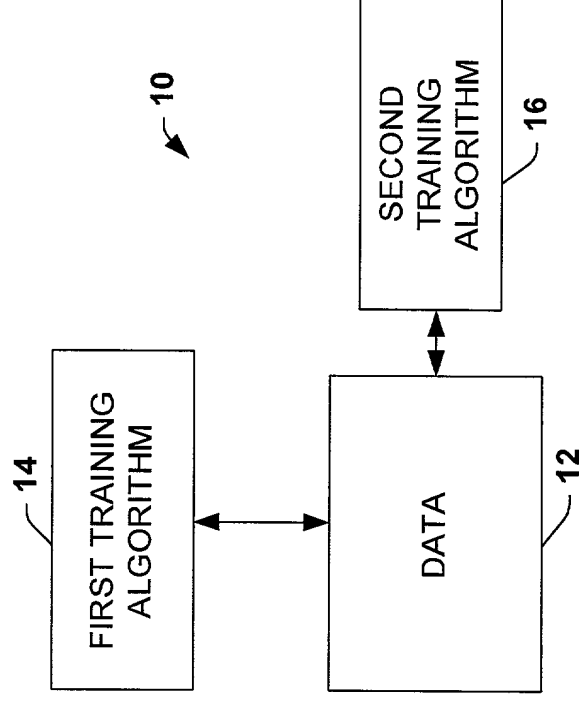 10
14
FIRST TRAINING
ALGORITHM
DATA
12
SECOND
TRAINING
ALGORITHM
16